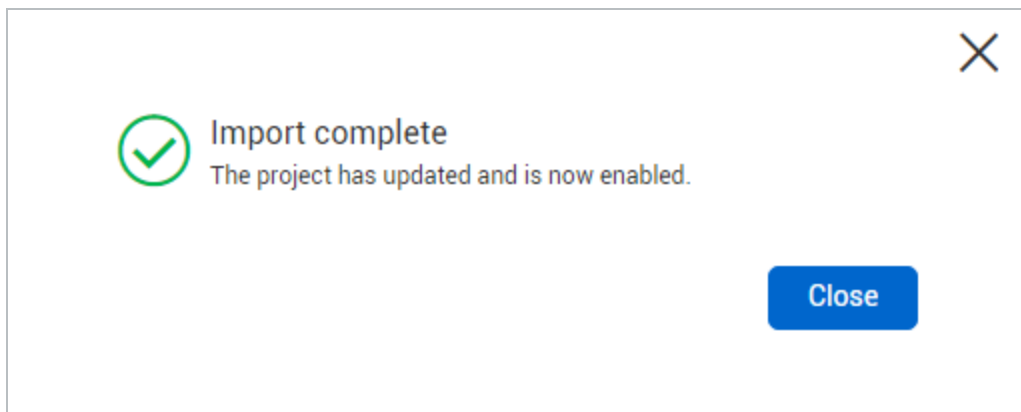 Import complete
The project has updated and is now enabled.
Close